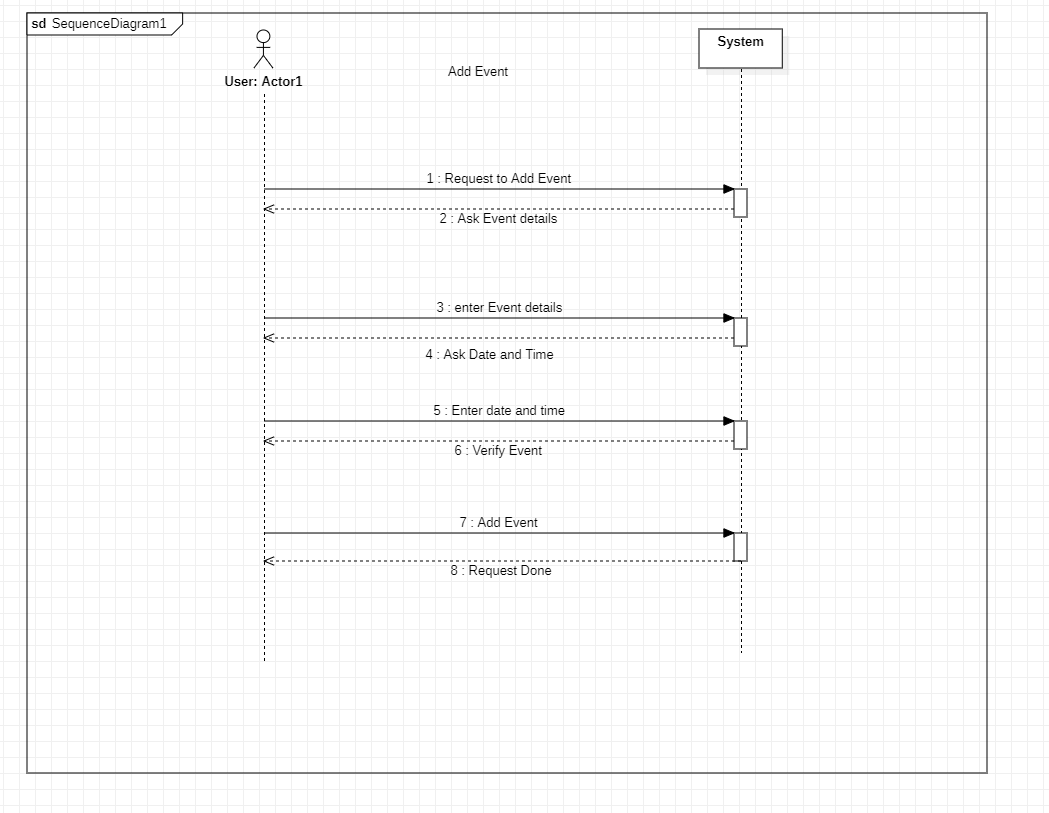 sd SequenceDiagram1
System
Add Event
User: Actor1
1 : Request to Add Event
2 : Ask Event details
3 : enter Event details
4 : Ask Date and Time
5 : Enter date and time
6 : Verify Event
7 : Add Event
8 : Request Done